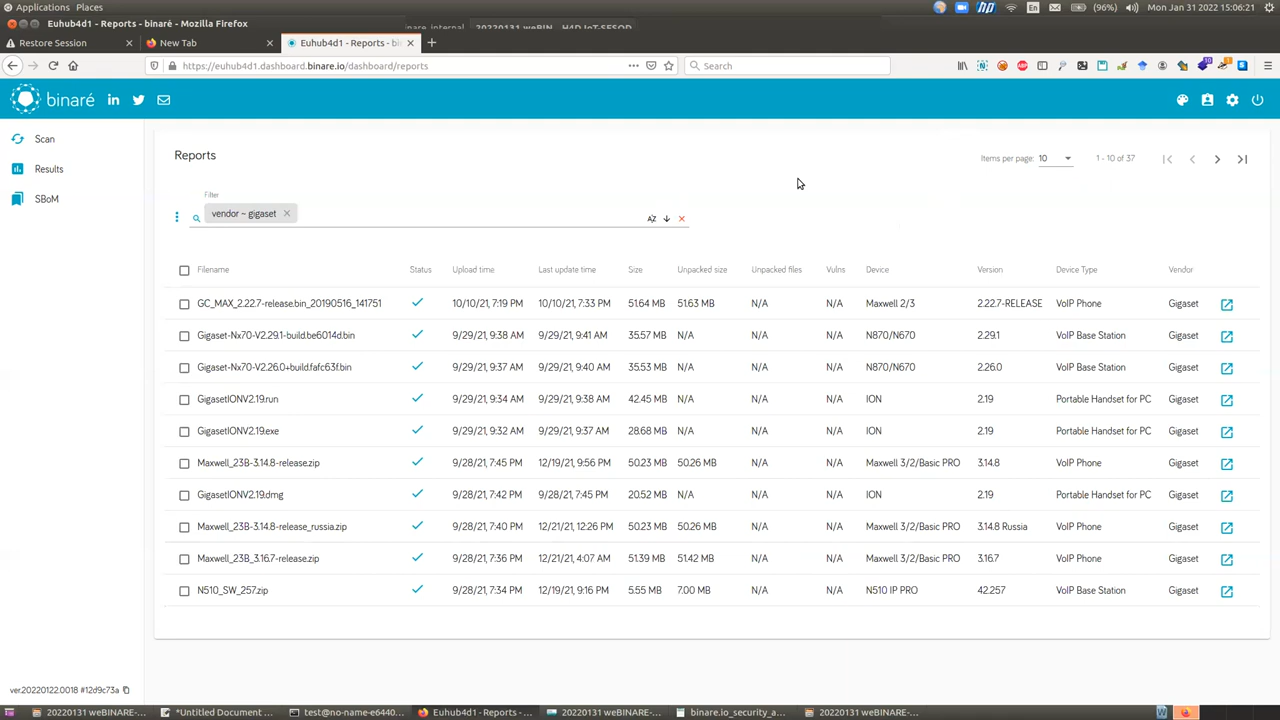 Applications Places
En
(96%)
Mon Jan 31 2022 15:06:21
Euhub4d1 - Reports - binaré - Mozilla Firefox
20220131 weBIN... H4D IoT-SESOD
Restore Session
New Tab
Euhub4d1 - Reports - bin
https://euhub4d1.dashboard.binare.io/dashboard/reports
Search
ABP
10
binaré
in
Scan
Results
SBoM
Reports
Items per page: 10
1 - 10 of 37
Filter
vendor ~ gigaset
Filename Status Upload time Last update time Size Unpacked size Unpacked files Vulns Device Version Device Type Vendor
GC_MAX_2.22.7-release.bin_20190516_141751 10/10/21, 7:19 PM 10/10/21, 7:33 PM 51.64 MB 51.63 MB N/A N/A Maxwell 2/3 2.22.7-RELEASE VoIP Phone Gigaset
Gigaset-Nx70-V2.29.1-build.be6014d.bin 9/29/21, 9:38 AM 9/29/21, 9:41 AM 35.57 MB N/A N/A N/A N870/N670 2.29.1 VoIP Base Station Gigaset
Gigaset-Nx70-V2.26.0+build.fafc63f.bin 9/29/21, 9:37 AM 9/29/21, 9:40 AM 35.53 MB N/A N/A N/A N870/N670 2.26.0 VoIP Base Station Gigaset
GigasetIONV2.19.run 9/29/21, 9:34 AM 9/29/21, 9:38 AM 42.45 MB N/A N/A N/A ION 2.19 Portable Handset for PC Gigaset
GigasetIONV2.19.exe 9/29/21, 9:32 AM 9/29/21, 9:37 AM 28.68 MB N/A N/A N/A ION 2.19 Portable Handset for PC Gigaset
Maxwell_23B-3.14.8-release.zip 9/28/21, 7:45 PM 12/19/21, 9:56 PM 50.23 MB 50.26 MB N/A N/A Maxwell 3/2/Basic PRO 3.14.8 VoIP Phone Gigaset
GigasetIONV2.19.dmg 9/28/21, 7:42 PM 9/28/21, 7:45 PM 20.52 MB N/A N/A N/A ION 2.19 Portable Handset for PC Gigaset
Maxwell_23B-3.14.8-release_russia.zip 9/28/21, 7:40 PM 12/21/21, 12:26 PM 50.23 MB 50.26 MB N/A N/A Maxwell 3/2/Basic PRO 3.14.8 Russia VoIP Phone Gigaset
Maxwell_23B_3.16.7-release.zip 9/28/21, 7:36 PM 12/21/21, 4:07 AM 51.39 MB 51.42 MB N/A N/A Maxwell 3/2/Basic PRO 3.16.7 VoIP Phone Gigaset
N510_SW_257.zip 9/28/21, 7:34 PM 12/19/21, 9:16 PM 5.55 MB 7.00 MB N/A N/A N510 IP PRO 42.257 VoIP Base Station Gigaset
ver.20220122.0018 #12d9c73a
20220131 weBINARE-... *Untitled Document ... test@no-name-e6440... Euhub4d1 - Reports -... 20220131 weBINARE-... binare.io_security_a... 20220131 weBINARE-...